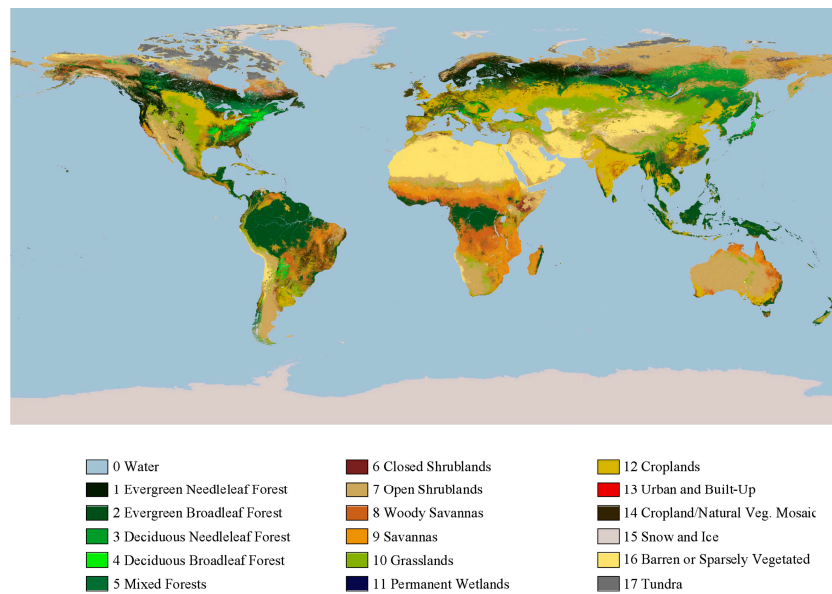 0 Water
1 Evergreen Needleleaf Forest
2 Evergreen Broadleaf Forest
3 Deciduous Needleleaf Forest
4 Deciduous Broadleaf Forest
5 Mixed Forests
6 Closed Shrublands
7 Open Shrublands
8 Woody Savannas
9 Savannas
10 Grasslands
11 Permanent Wetlands
12 Croplands
13 Urban and Built-Up
14 Cropland/Natural Veg. Mosaic
15 Snow and Ice
16 Barren or Sparsely Vegetated
17 Tundra